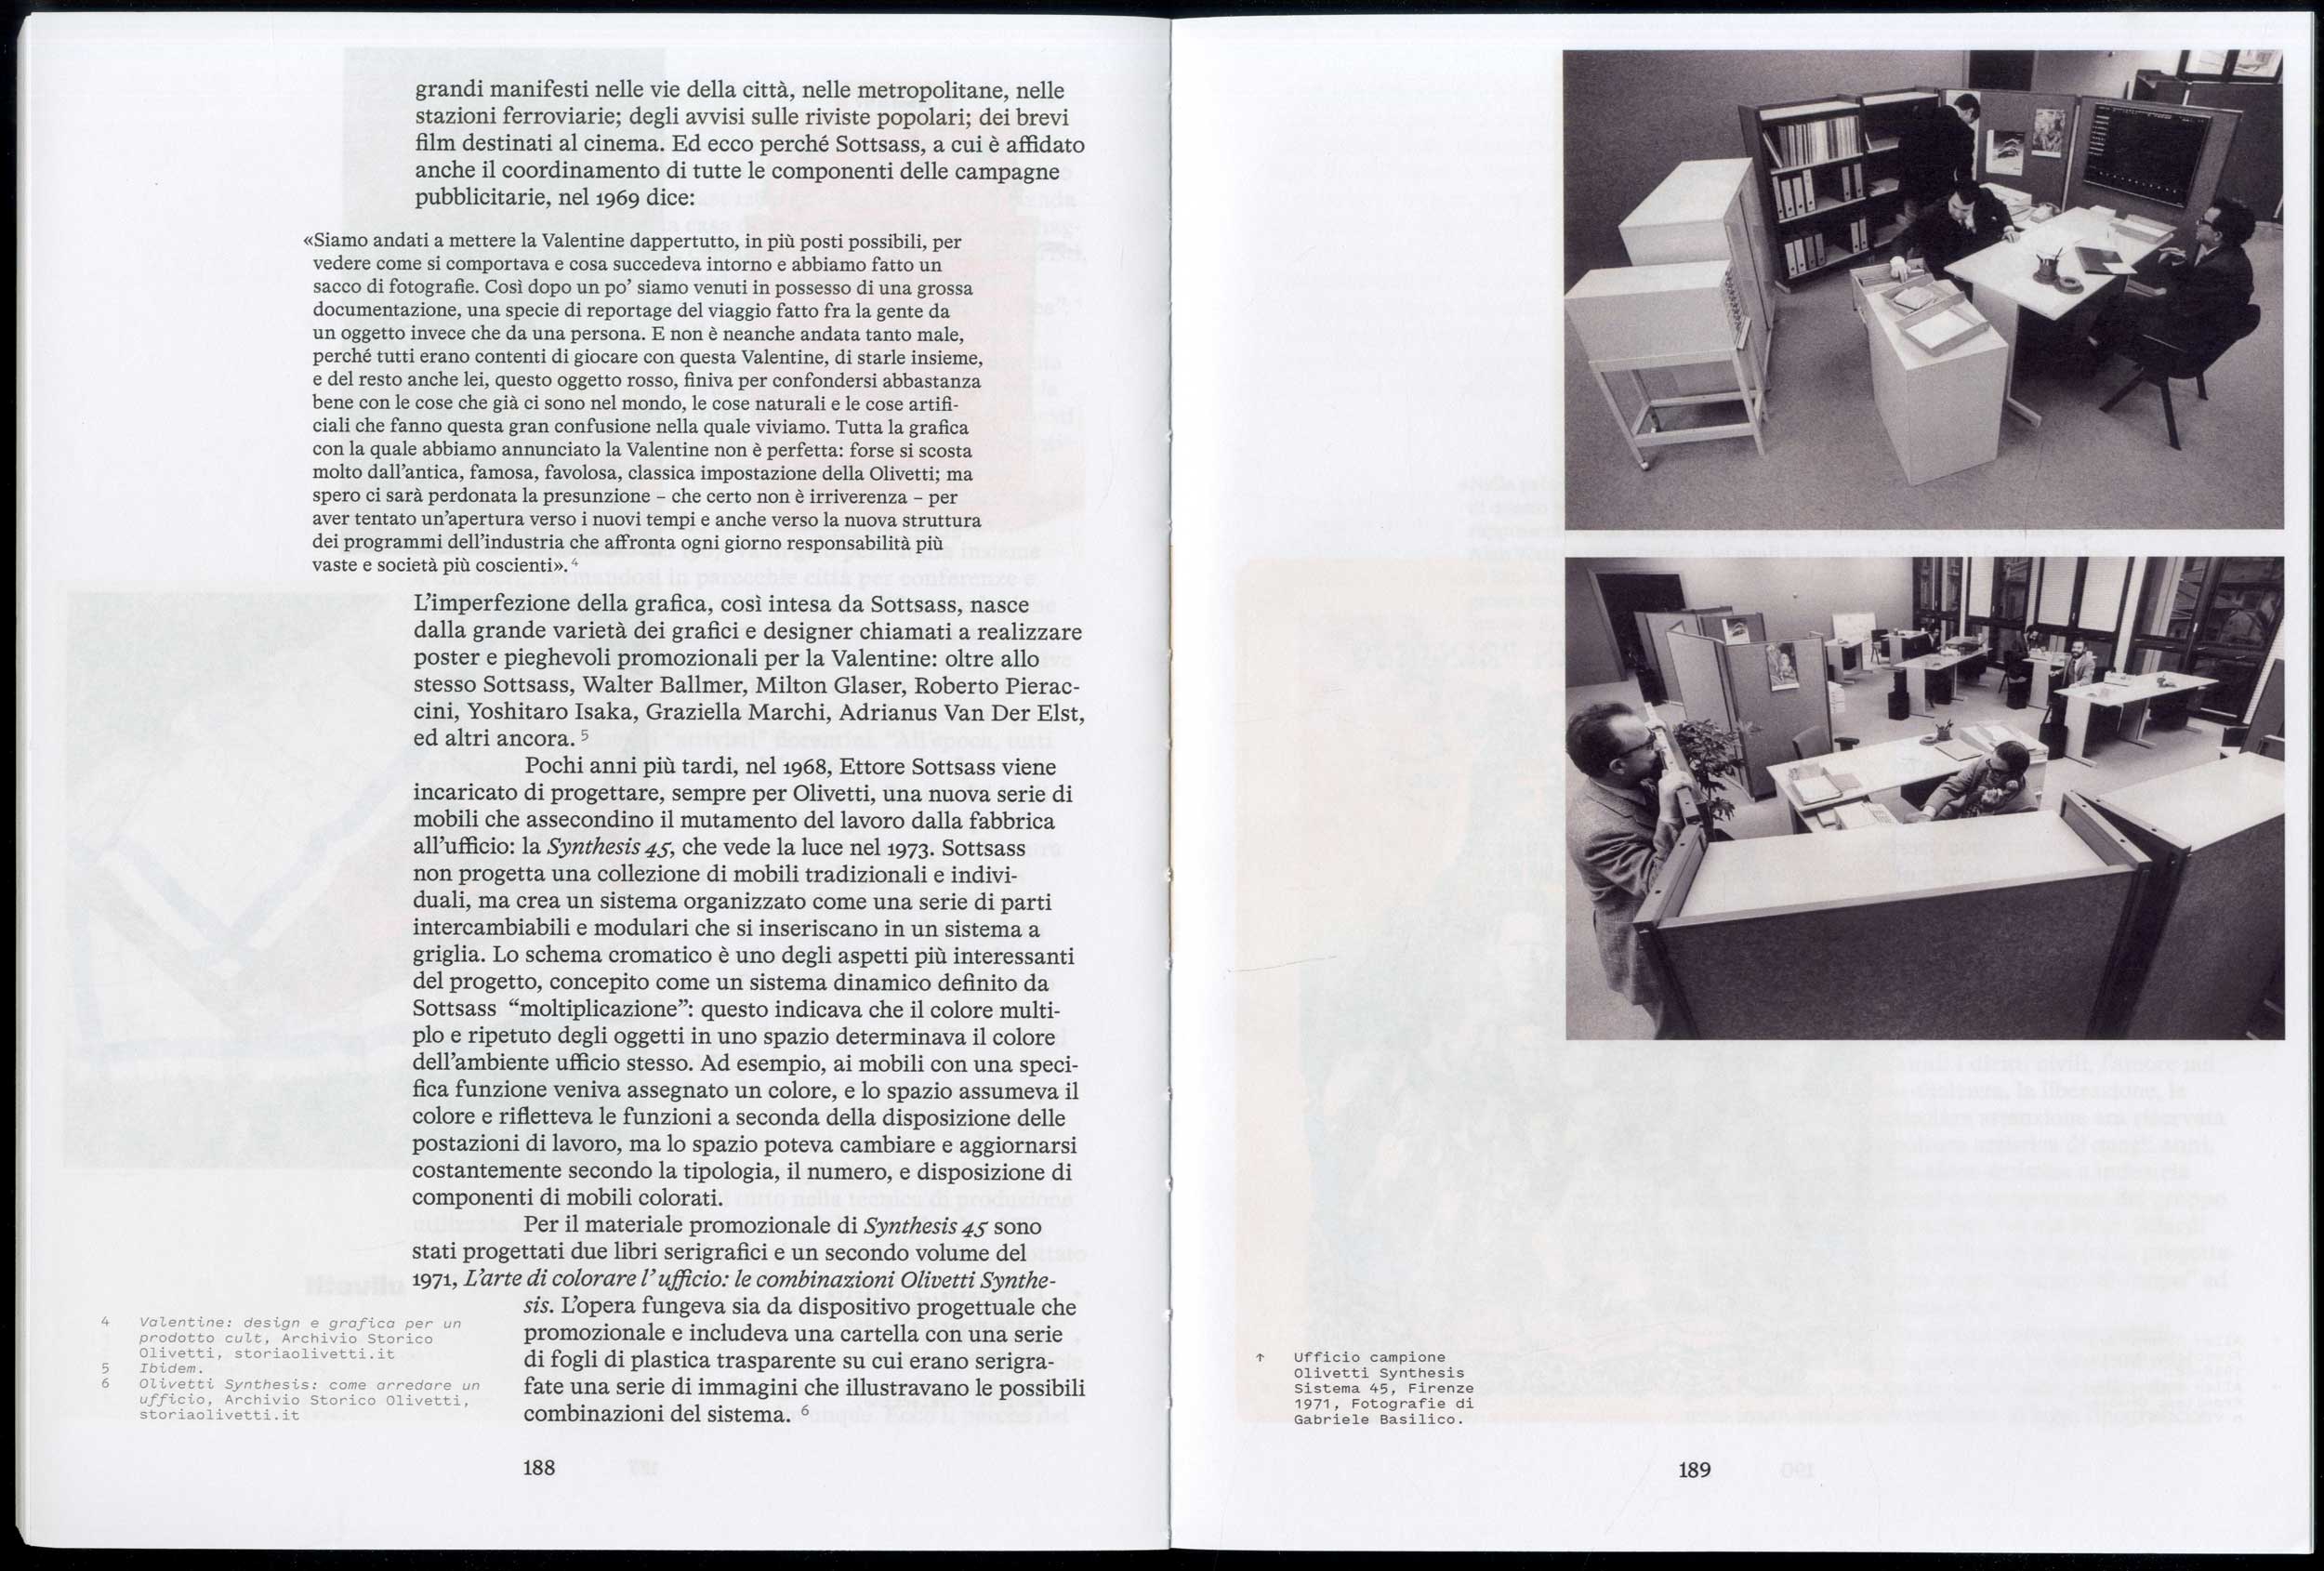 grandi manifesti nelle vie della città, nelle metropolitane, nelle
stazioni ferroviarie; degli avvisi sulle riviste popolari; dei brevi
film destinati al cinema. Ed ecco perché Sottsass, a cui è affidato
anche il coordinamento di tutte le componenti delle campagne
pubblicitarie, nel 1969 dice:
«Siamo andati a mettere la Valentine dappertutto, in più posti possibili, per
vedere come si comportava e cosa succedeva intorno e abbiamo fatto un
sacco di fotografie. Così dopo un po’ siamo venuti in possesso di una grossa
documentazione, una specie di reportage del viaggio fatto fra la gente da
un oggetto invece che da una persona. E non è neanche andata tanto male,
perché tutti erano contenti di giocare con questa Valentine, di starle insieme,
e del resto anche lei, questo oggetto rosso, finiva per confondersi abbastanza
bene con le cose che già ci sono nel mondo, le cose naturali e le cose artifi-
ciali che fanno questa gran confusione nella quale viviamo. Tutta la grafica
con la quale abbiamo annunciato la Valentine non è perfetta: forse si scosta
molto dall’antica, famosa, favolosa, classica impostazione della Olivetti; ma
spero ci sarà perdonata la presunzione – che certo non è irriverenza – per
aver tentato un’apertura verso i nuovi tempi e anche verso la nuova struttura
dei programmi dell’industria che affronta ogni giorno responsabilità più
vaste e società più coscienti». 4
L’imperfezione della grafica, così intesa da Sottsass, nasce
dalla grande varietà dei grafici e designer chiamati a realizzare
poster e pieghevoli promozionali per la Valentine: oltre allo
stesso Sottsass, Walter Ballmer, Milton Glaser, Roberto Pierac-
cini, Yoshitaro Isaka, Graziella Marchi, Adrianus Van Der Elst,
ed altri ancora. 5
Pochi anni più tardi, nel 1968, Ettore Sottsass viene
incaricato di progettare, sempre per Olivetti, una nuova serie di
mobili che assecondino il mutamento del lavoro dalla fabbrica
all’ufficio: la Synthesis 45, che vede la luce nel 1973. Sottsass
non progetta una collezione di mobili tradizionali e indivi-
duali, ma crea un sistema organizzato come una serie di parti
intercambiabili e modulari che si inseriscano in un sistema a
griglia. Lo schema cromatico è uno degli aspetti più interessanti
del progetto, concepito come un sistema dinamico definito da
Sottsass “moltiplicazione”: questo indicava che il colore multi-
plo e ripetuto degli oggetti in uno spazio determinava il colore
dell’ambiente ufficio stesso. Ad esempio, ai mobili con una speci-
fica funzione veniva assegnato un colore, e lo spazio assumeva il
colore e rifletteva le funzioni a seconda della disposizione delle
postazioni di lavoro, ma lo spazio poteva cambiare e aggiornarsi
costantemente secondo la tipologia, il numero, e disposizione di
componenti di mobili colorati.
Per il materiale promozionale di Synthesis 45 sono
stati progettati due libri serigrafici e un secondo volume del
1971, L’arte di colorare l’ufficio: le combinazioni Olivetti Synthe-
sis. L’opera fungeva sia da dispositivo progettuale che
promozionale e includeva una cartella con una serie
di fogli di plastica trasparente su cui erano serigra-
fate una serie di immagini che illustravano le possibili
combinazioni del sistema. 6
4 Valentine: design e grafica per un
prodotto cult, Archivio Storico
Olivetti, storiaolivetti.it
5 Ibidem.
6 Olivetti Synthesis: come arredare un
ufficio, Archivio Storico Olivetti,
storiaolivetti.it
188
↑ Ufficio campione
Olivetti Synthesis
Sistema 45, Firenze
1971, Fotografie di
Gabriele Basilico.
189